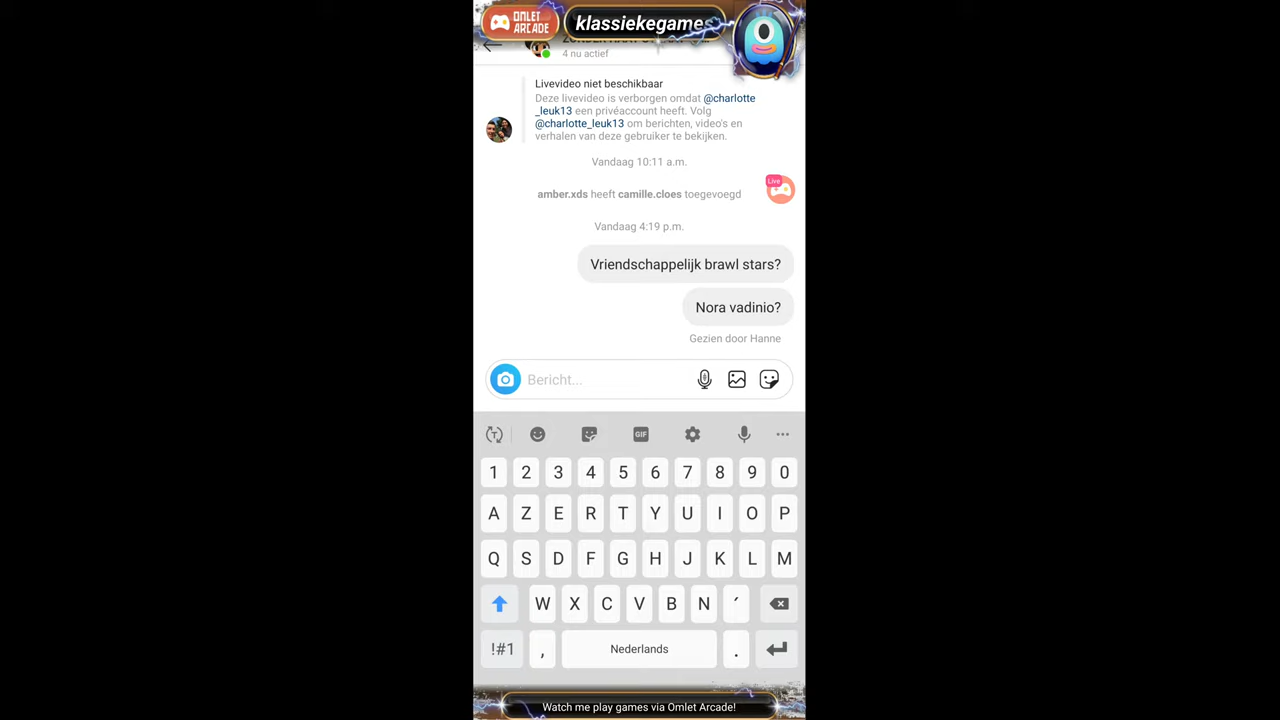 OMLET
ARCADE
klassiekegames
4 nu actief
Livevideo niet beschikbaar
Deze livevideo is verborgen omdat @charlotte
_leuk13 een privéaccount heeft. Volg
@charlotte_leuk13 om berichten, video's en
verhalen van deze gebruiker te bekijken.
Vandaag 10:11 a.m.
Live
amber.xds heeft camille.cloes toegevoegd
Vandaag 4:19 p.m.
Vriendschappelijk brawl stars?
Nora vadinio?
Gezien door Hanne
Bericht...
T GIF
1 2 3 4 5 6 7 8 9 0
A Z E R T Y U I O P
Q S D F G H J K L M
W X C V B N ´
!#1 , Nederlands .
Watch me play games via Omlet Arcade!